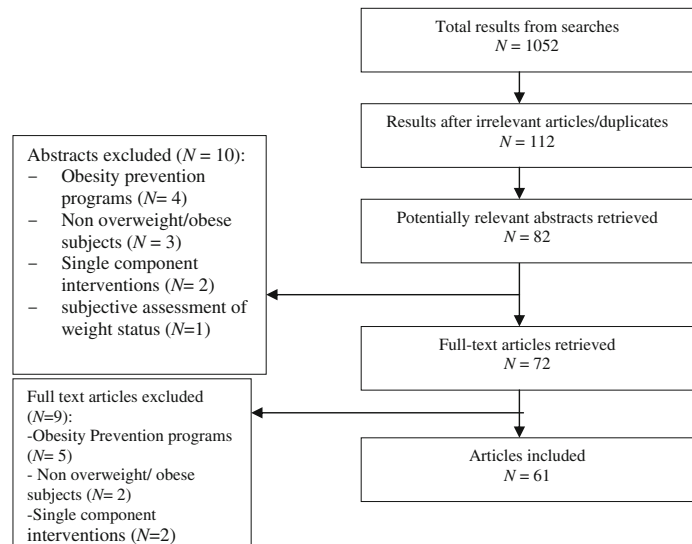 Total results from searches
N = 1052
Results after irrelevant articles/duplicates
N = 112
Potentially relevant abstracts retrieved
N = 82
Abstracts excluded (N = 10):
– Obesity prevention
programs (N= 4)
– Non overweight/obese
subjects (N = 3)
– Single component
interventions (N= 2)
– subjective assessment of
weight status (N=1)
Full-text articles retrieved
N = 72
Full text articles excluded
(N=9):
-Obesity Prevention programs
(N= 5)
- Non overweight/ obese
subjects (N= 2)
-Single component
interventions (N=2)
Articles included
N = 61